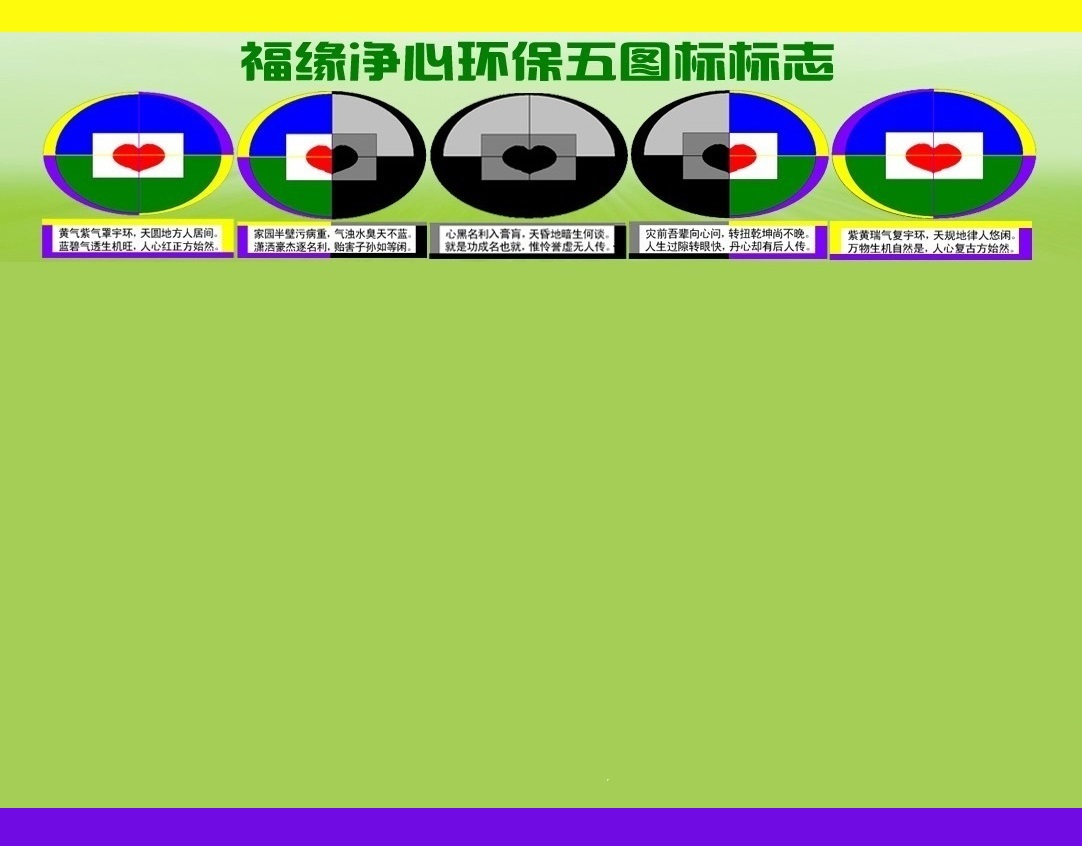 福缘净心环保五图标标志
黄气紫气罩宇环，天圆地方人居间。
蓝碧气透生机旺，人心红正方始然。
家园半壁污病重，气浊水臭天不蓝。
潇洒豪杰逐名利，贻害子孙如等闲。
心黑名利入膏肓，天昏地暗生何谈。
就是功成名也就，惟怜誉虚无人传。
灾前吾辈向心问，转扭乾坤尚不晚。
人生过隙转眼快，丹心却有后人传。
紫黄瑞气复宇环，天规地律人悠闲。
万物生机自然是，人心复古方始然。